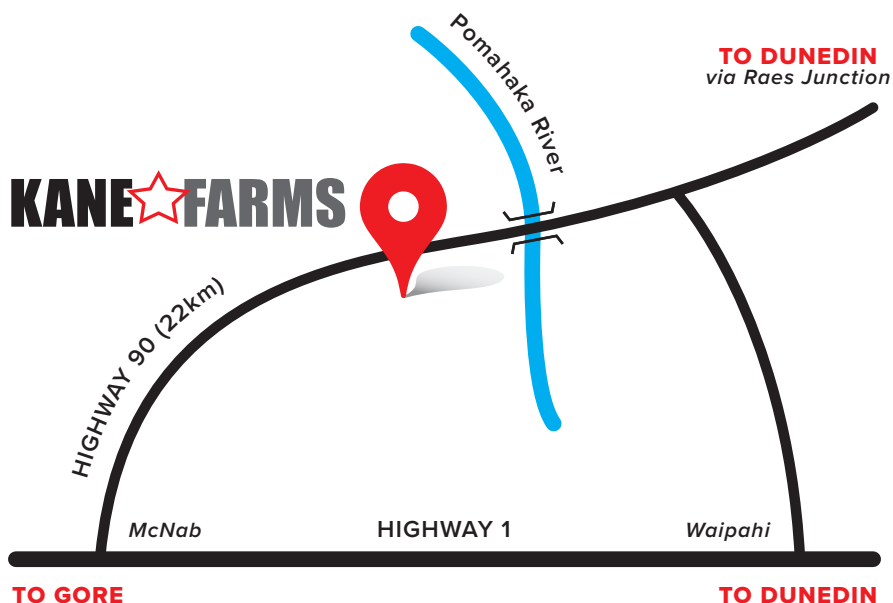 Pomahaka River
TO DUNEDIN
via Raes Junction
KANE FARMS
HIGHWAY 90 (22km)
McNab
HIGHWAY 1
Waipahi
TO GORE
TO DUNEDIN